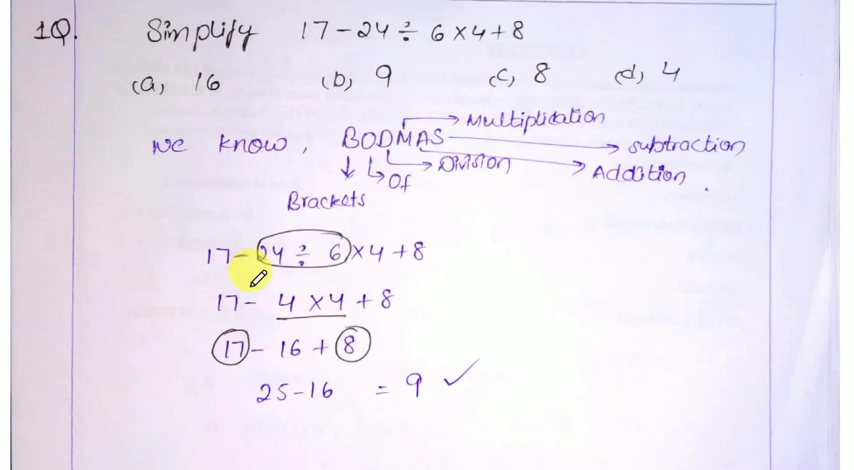 1Q. Simplify 17-24÷6×4+8
(a), 16 (b) 9 (c), 8 (d), 4
We know, BODMAS
Multiplication
subtraction
Division
Addition.
Of
Brackets
17-24÷6×4+8
17-4×4+8
17-16+8
25-16 = 9 ✓